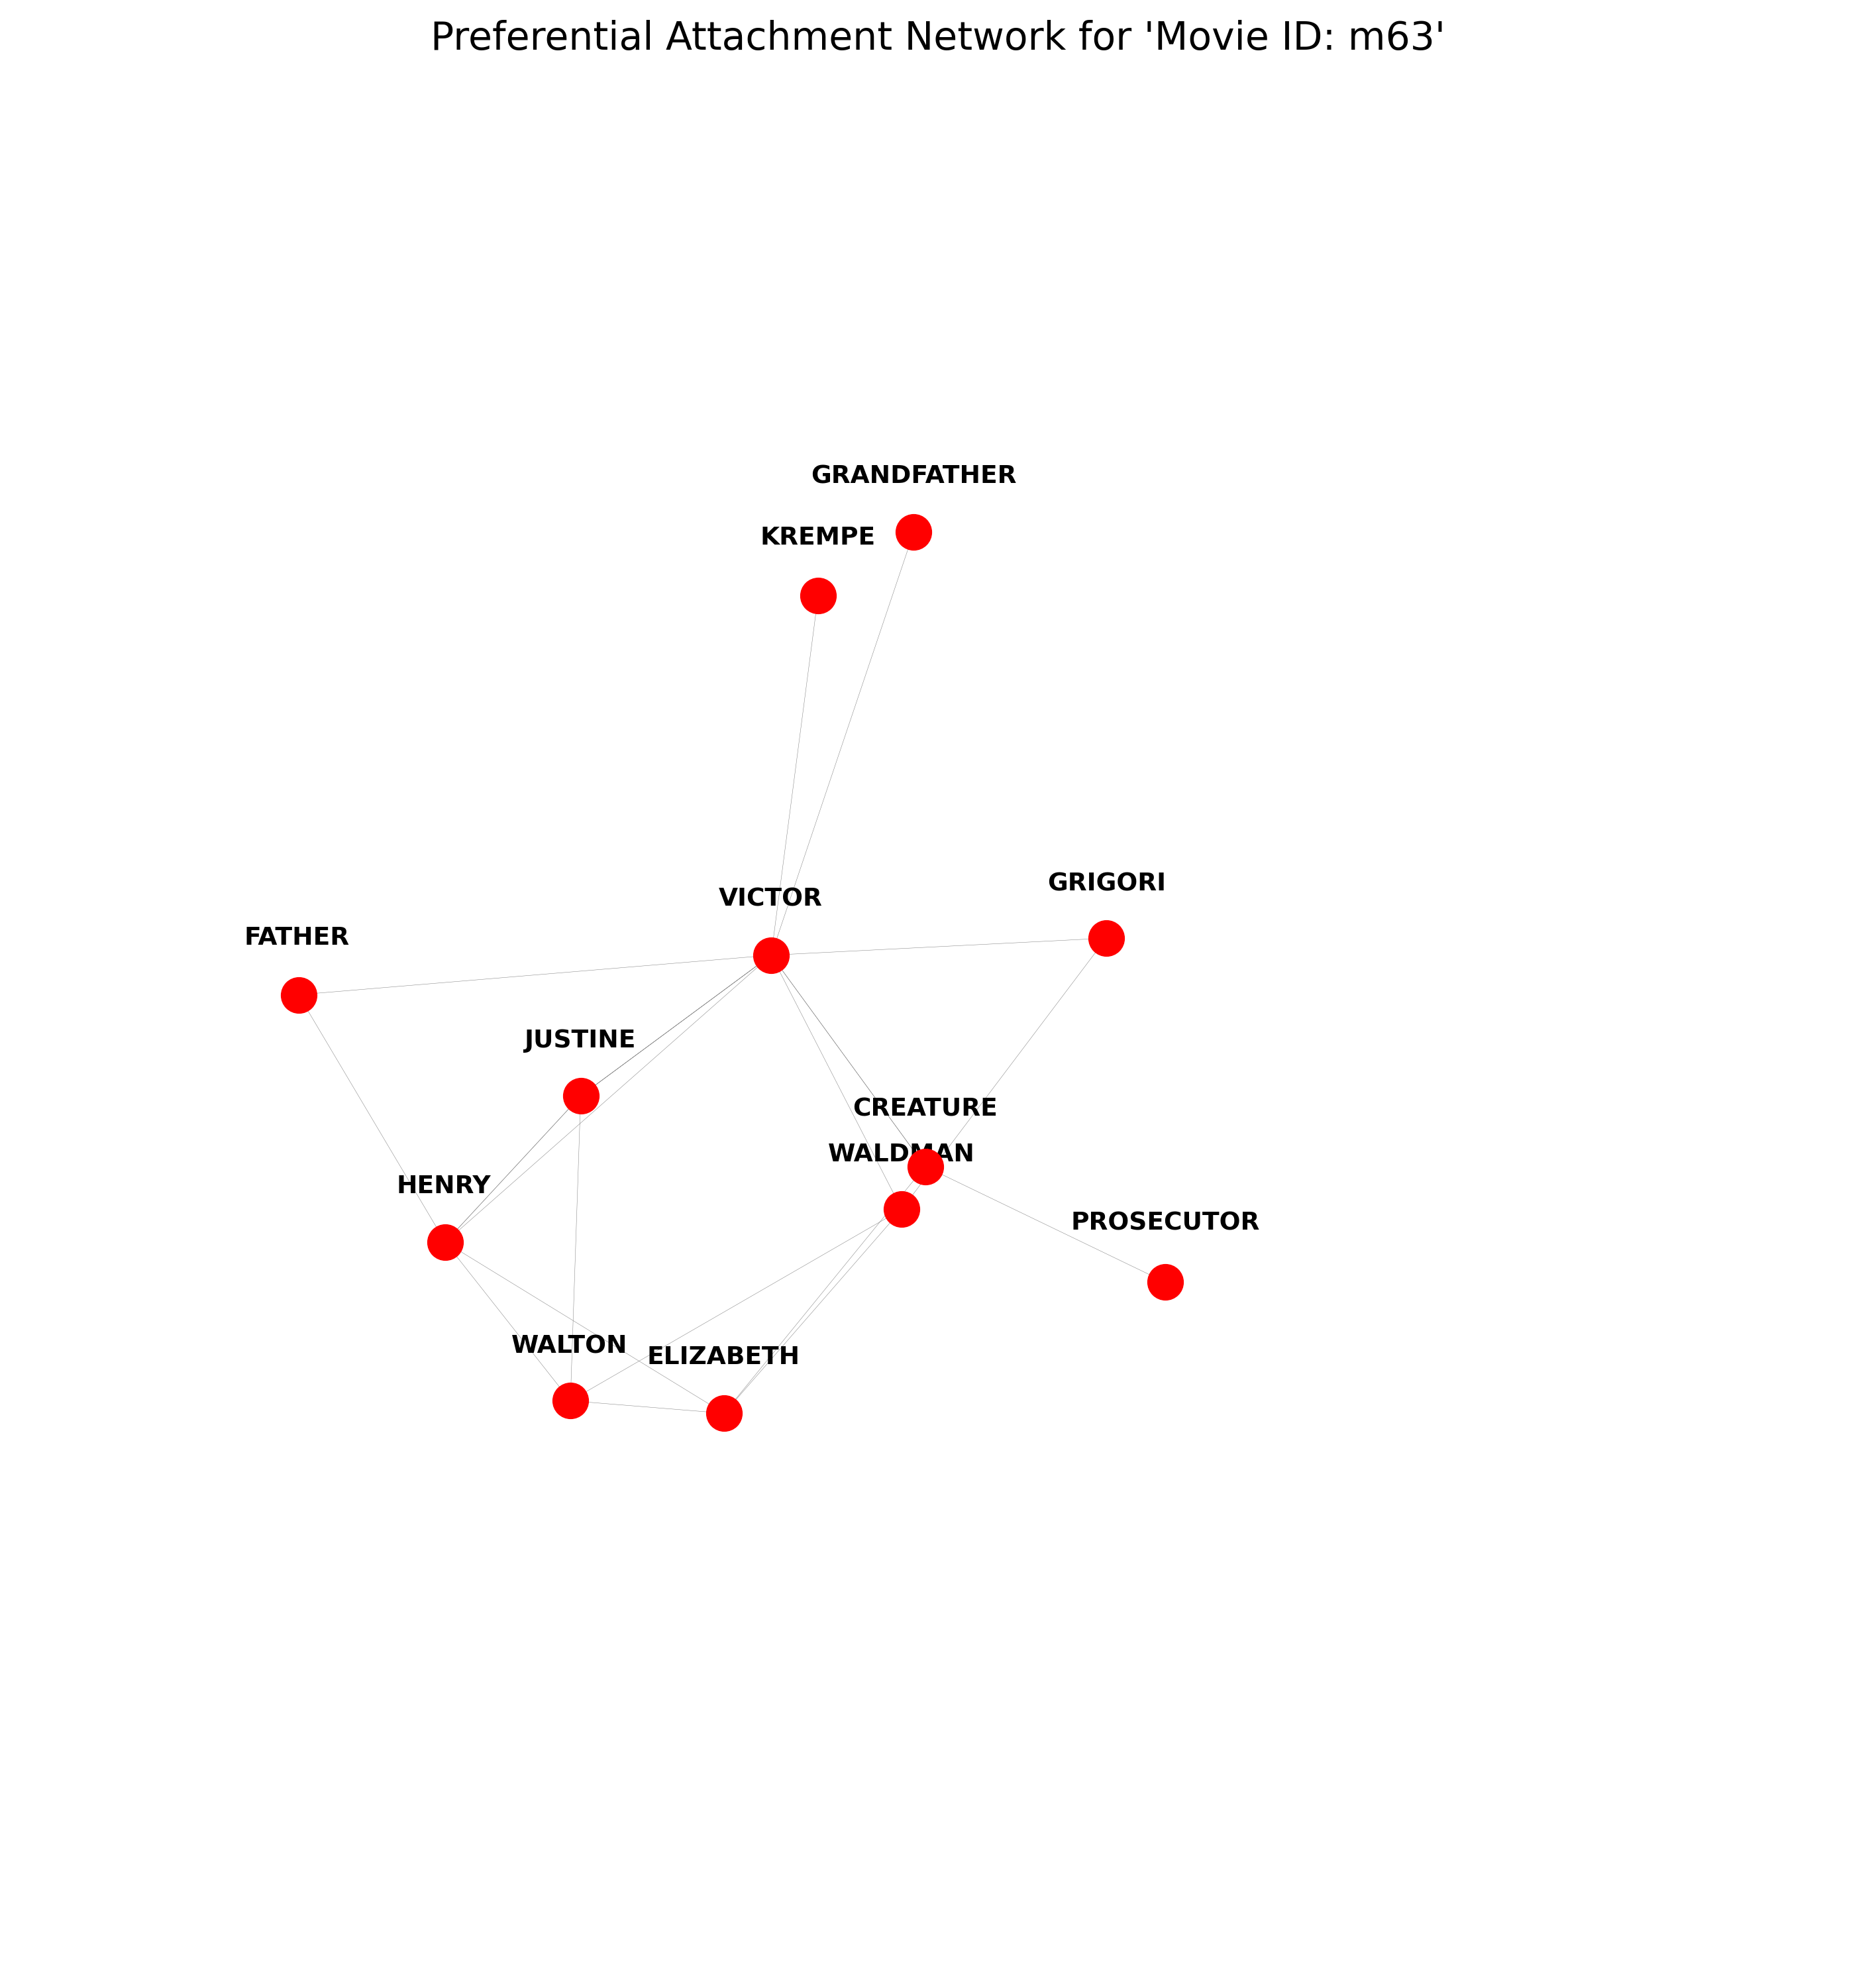 Preferential Attachment Network for 'Movie ID: m63'
GRANDFATHER
KREMPE
GRIGORI
VICTOR
FATHER
JUSTINE
CREATURE
WALDMAN
HENRY
PROSECUTOR
WALTON
ELIZABETH